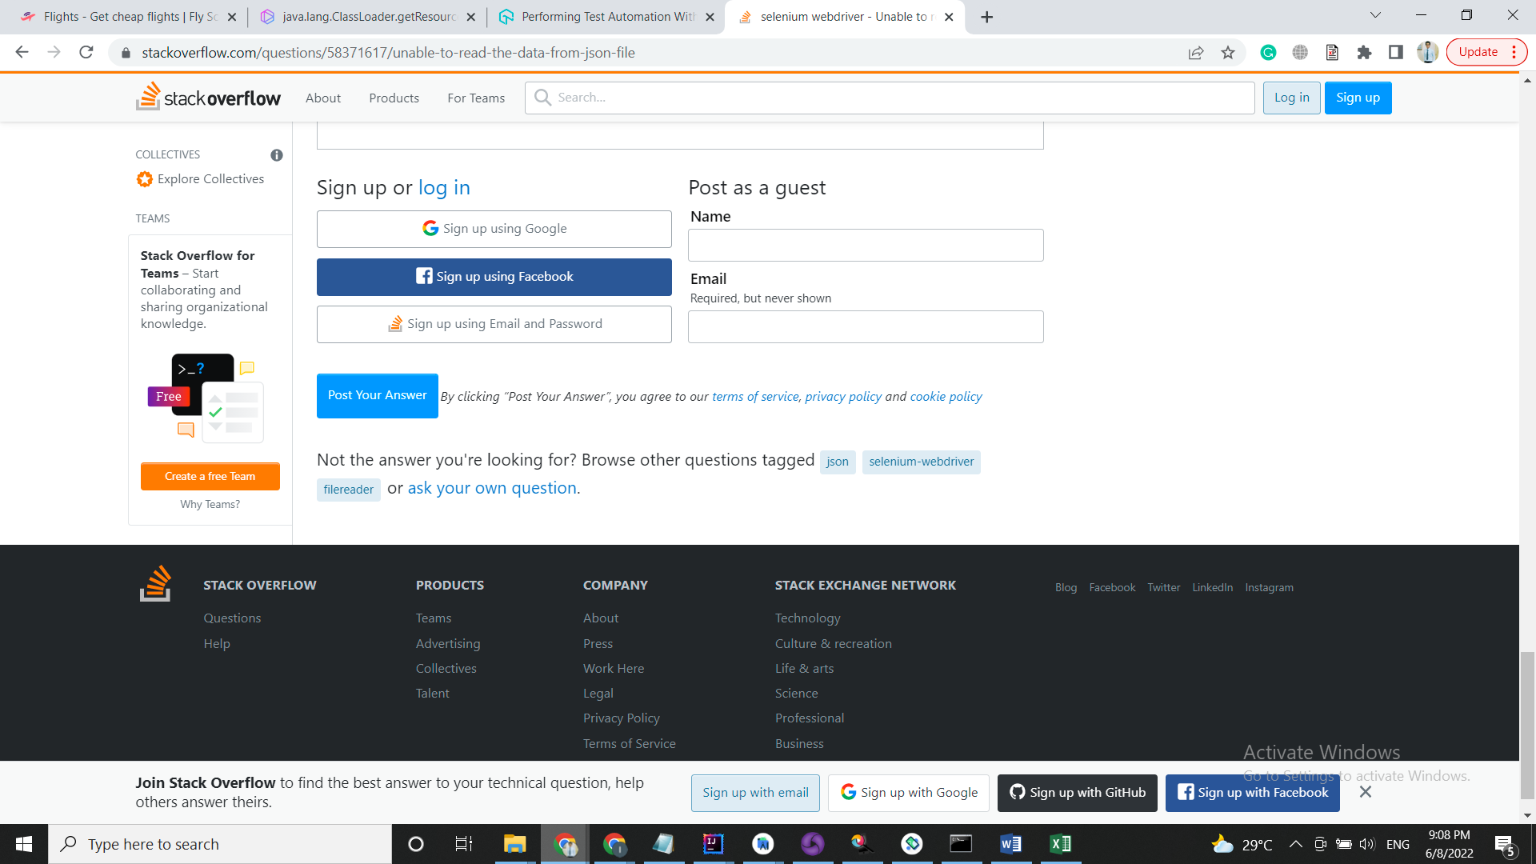 Flights - Get cheap flights | Fly Sc
java.lang.ClassLoader.getResourc
Performing Test Automation With
selenium webdriver - Unable to r
stackoverflow.com/questions/58371617/unable-to-read-the-data-from-json-file
Update
stackoverflow
About
Products
For Teams
Search...
Log in
Sign up
COLLECTIVES
Explore Collectives
TEAMS
Stack Overflow for
Teams – Start
collaborating and
sharing organizational
knowledge.
>_?
Free
Create a free Team
Why Teams?
Sign up or log in
Sign up using Google
Sign up using Facebook
Sign up using Email and Password
Post as a guest
Name
Email
Required, but never shown
Post Your Answer
By clicking “Post Your Answer”, you agree to our terms of service, privacy policy and cookie policy
Not the answer you're looking for? Browse other questions tagged json selenium-webdriver
filereader or ask your own question.
STACK OVERFLOW
Questions
Help
PRODUCTS
Teams
Advertising
Collectives
Talent
COMPANY
About
Press
Work Here
Legal
Privacy Policy
Terms of Service
STACK EXCHANGE NETWORK
Technology
Culture & recreation
Life & arts
Science
Professional
Business
Blog Facebook Twitter LinkedIn Instagram
Activate Windows
Go to Settings to activate Windows.
Join Stack Overflow to find the best answer to your technical question, help
others answer theirs.
Sign up with email
Sign up with Google
Sign up with GitHub
Sign up with Facebook
Type here to search
29°C
ENG
9:08 PM
6/8/2022
5